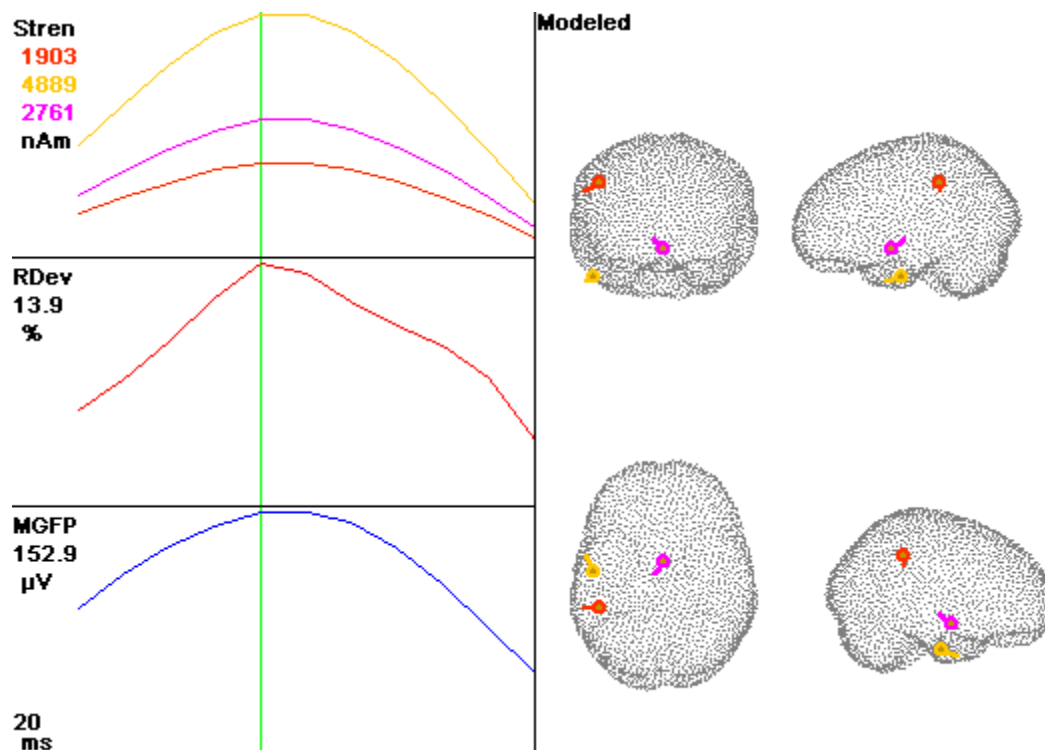 Stren
1903
4889
2761
nAm
RDev
13.9
%
MGFP
152.9
µV
20
ms
Modeled